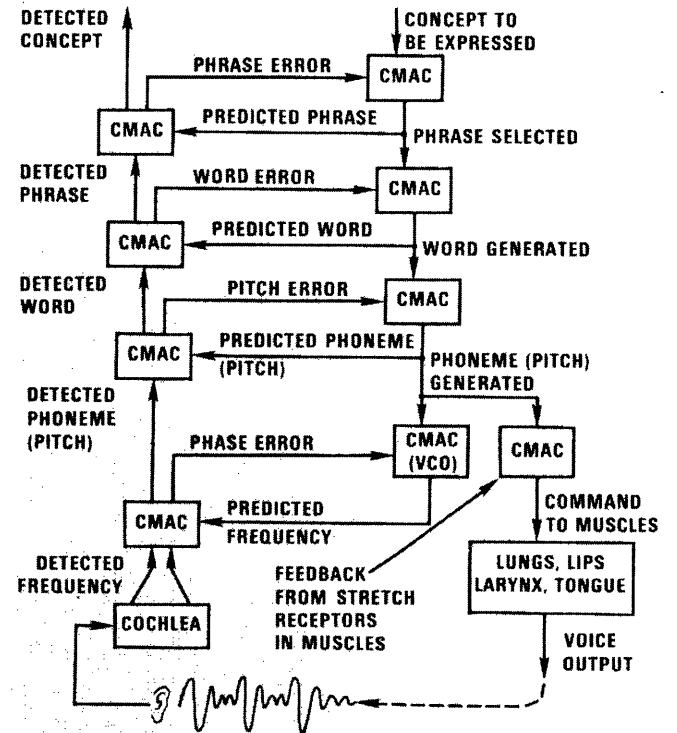 DETECTED
CONCEPT
CONCEPT TO
BE EXPRESSED
PHRASE ERROR
CMAC
CMAC
PREDICTED PHRASE
PHRASE SELECTED
DETECTED
PHRASE
WORD ERROR
CMAC
CMAC
PREDICTED WORD
WORD GENERATED
DETECTED
WORD
PITCH ERROR
CMAC
CMAC
PREDICTED PHONEME
(PITCH)
PHONEME (PITCH)
GENERATED
DETECTED
PHONEME
(PITCH)
PHASE ERROR
CMAC
(VCO)
CMAC
CMAC
PREDICTED
FREQUENCY
COMMAND
TO MUSCLES
DETECTED
FREQUENCY
FEEDBACK
FROM STRETCH
RECEPTORS
IN MUSCLES
LUNGS, LIPS
LARYNX, TONGUE
COCHLEA
VOICE
OUTPUT